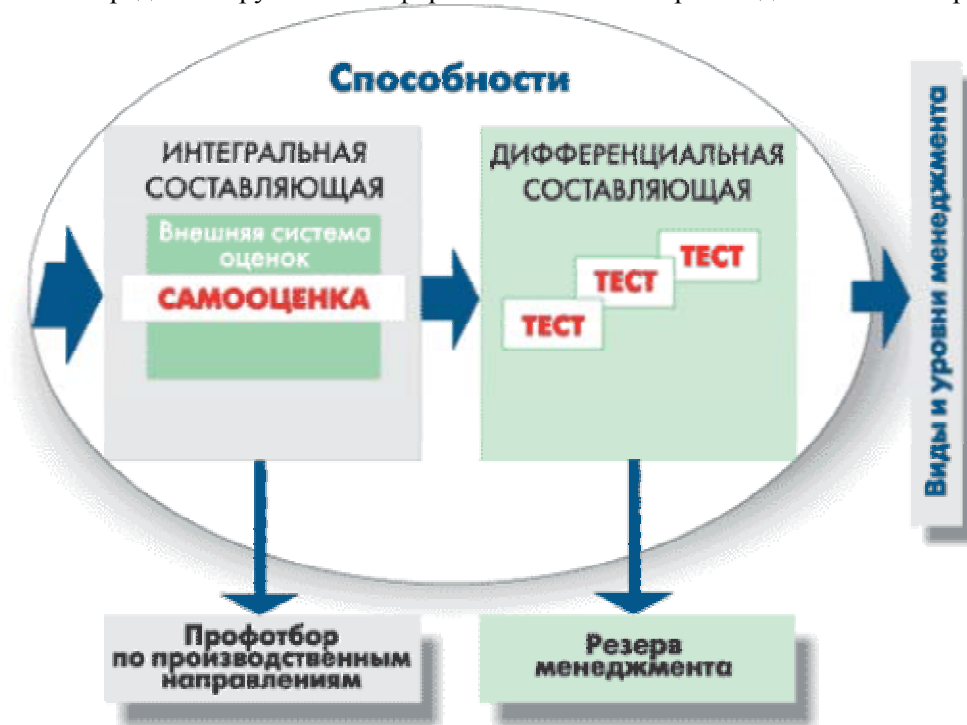 Способности
ИНТЕГРАЛЬНАЯ
СОСТАВЛЯЮЩАЯ
Внешняя система
оценок
САМООЦЕНКА
ДИФФЕРЕНЦИАЛЬНАЯ
СОСТАВЛЯЮЩАЯ
ТЕСТ
ТЕСТ
ТЕСТ
Виды и уровни менеджмента
Профотбор
по производственным
направлениям
Резерв
менеджмента